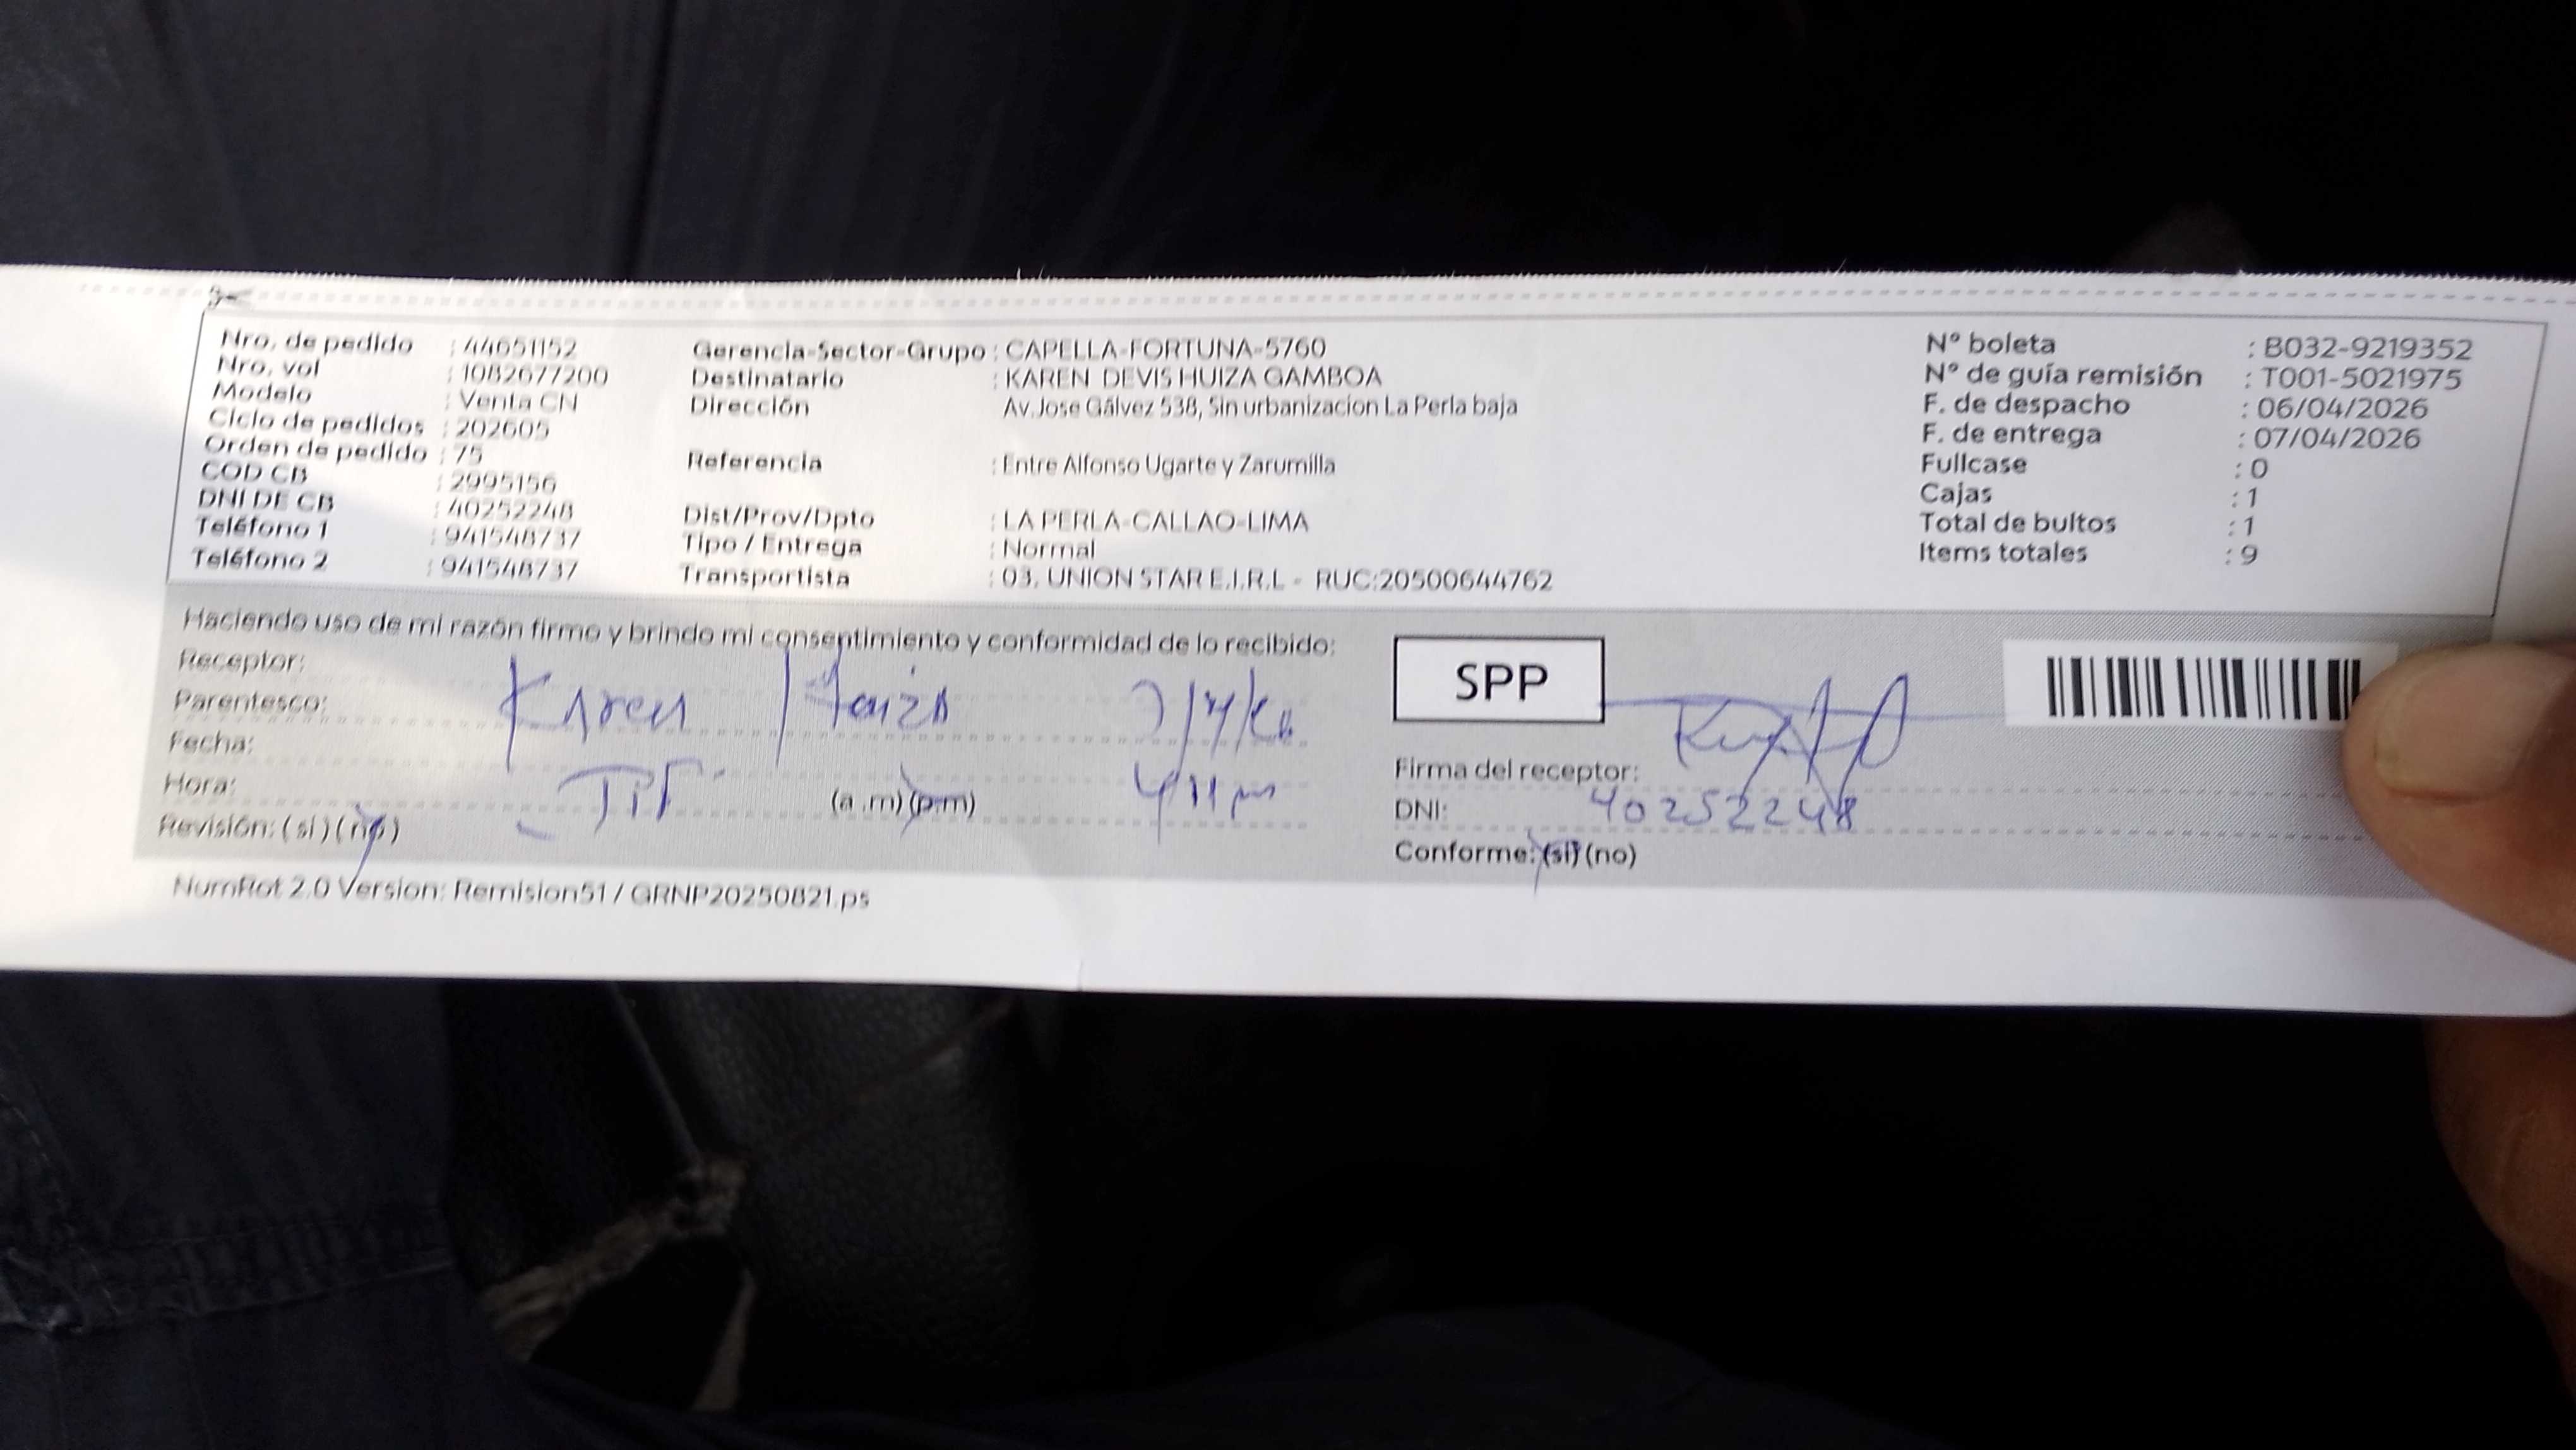 Nro. de pedido : 44651152
Nro. vol : 1082677200
Modelo : Venta CN
Ciclo de pedidos : 202605
Orden de pedido : 75
COD CB : 2995156
DNI DE CB : 40252248
Teléfono 1 : 941548737
Teléfono 2 : 941548737
Gerencia-Sector-Grupo : CAPELLA-FORTUNA-5760
Destinatario : KAREN DEVIS HUIZA GAMBOA
Dirección Av.Jose Gálvez 538, Sin urbanizacion La Perla baja
Referencia : Entre Alfonso Ugarte y Zarumilla
Dist/Prov/Dpto : LA PERLA-CALLAO-LIMA
Tipo / Entrega : Normal
Transportista : 03. UNION STAR E.I.R.L - RUC:20500644762
N° boleta : B032-9219352
N° de guía remisión : T001-5021975
F. de despacho : 06/04/2026
F. de entrega : 07/04/2026
Fullcase : 0
Cajas : 1
Total de bultos : 1
Items totales : 9
Haciendo uso de mi razón firmo y brindo mi consentimiento y conformidad de lo recibido:
Receptor:
Parentesco: Karen Huiza
Fecha:
Hora: TIT (a .m) (p.m)
Revisión: ( si ) ( no )
SPP
Firma del receptor:
DNI: 40252248
Conforme: (si) (no)
NumRot 2.0 Version: Remision51 / GRNP20250821.ps